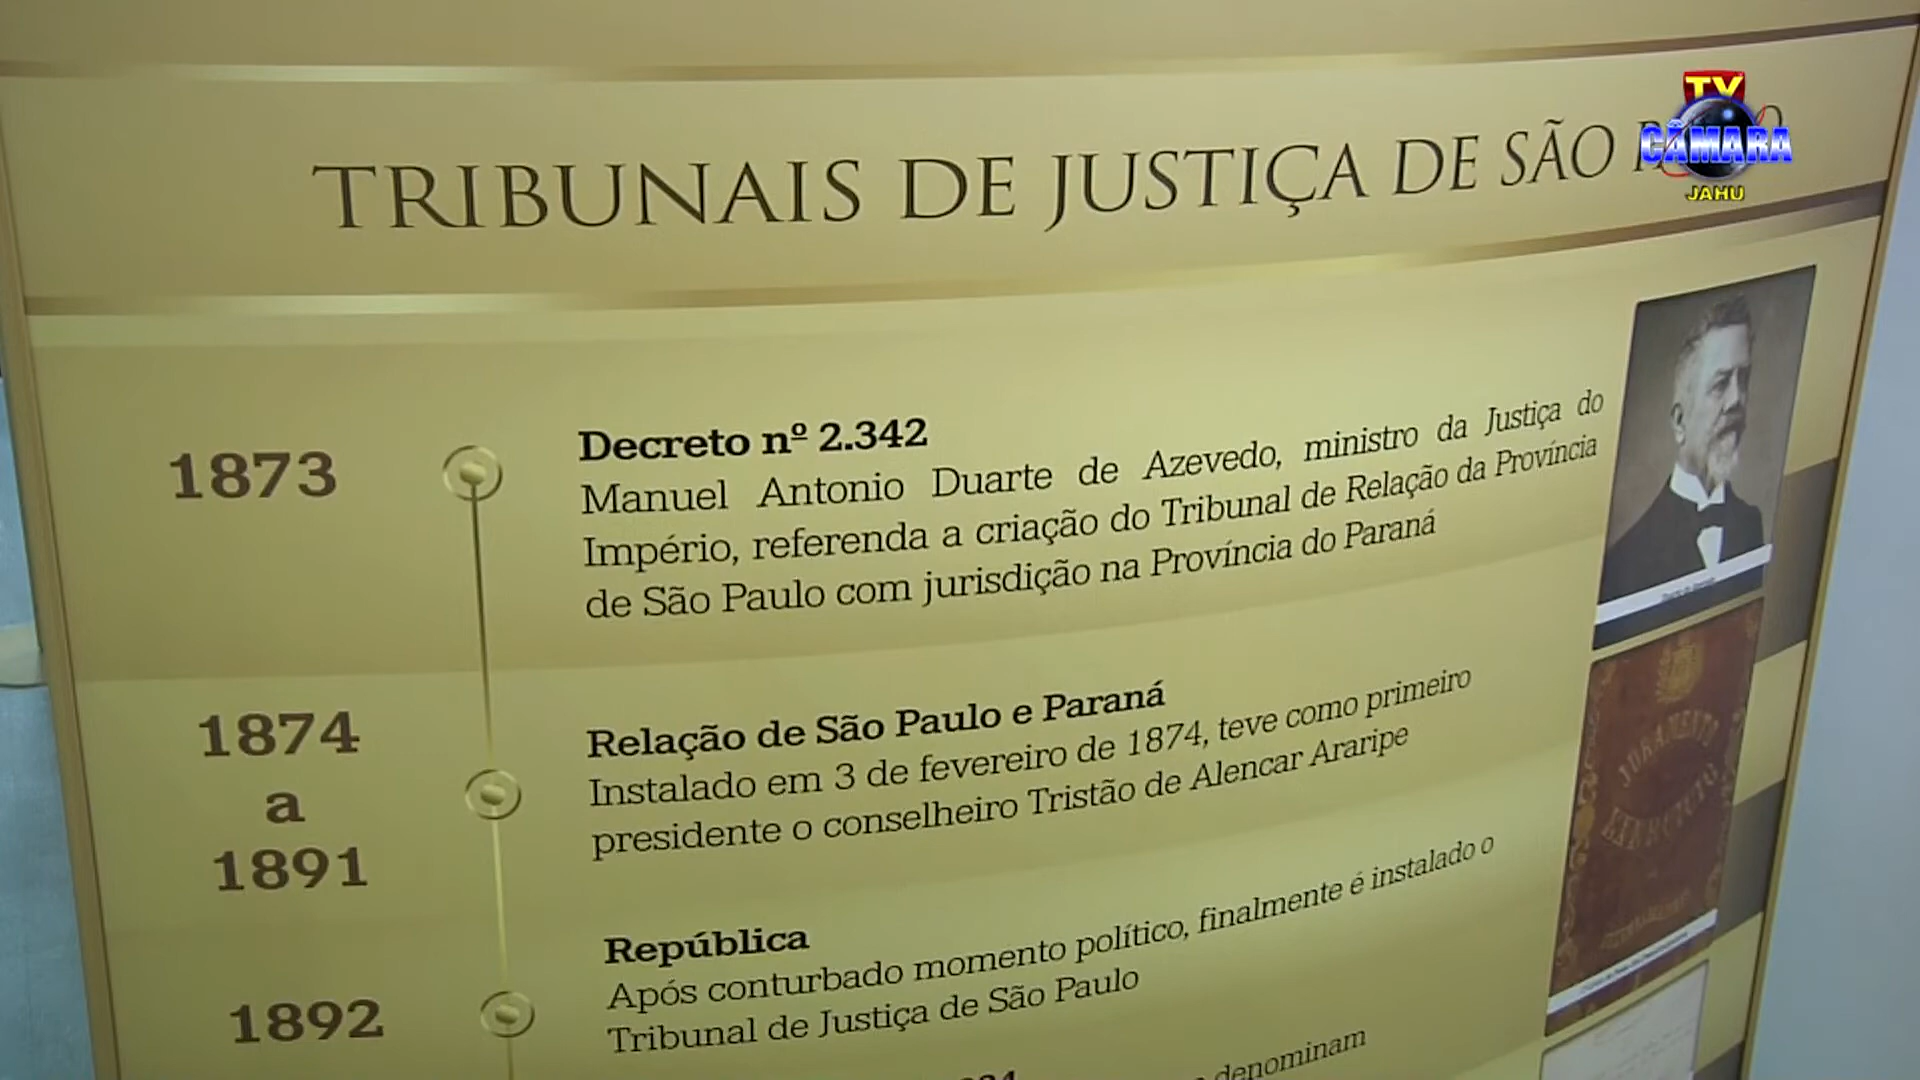 TV
CÂMARA
JAHU
TRIBUNAIS DE JUSTIÇA DE SÃO
1873
Decreto nº 2.342
Manuel Antonio Duarte de Azevedo, ministro da Justiça do
Império, referenda a criação do Tribunal de Relação da Província
de São Paulo com jurisdição na Província do Paraná
1874
a
1891
Relação de São Paulo e Paraná
Instalado em 3 de fevereiro de 1874, teve como primeiro
presidente o conselheiro Tristão de Alencar Araripe
JURAMENTO
1892
República
Após conturbado momento político, finalmente é instalado o
Tribunal de Justiça de São Paulo
denominam